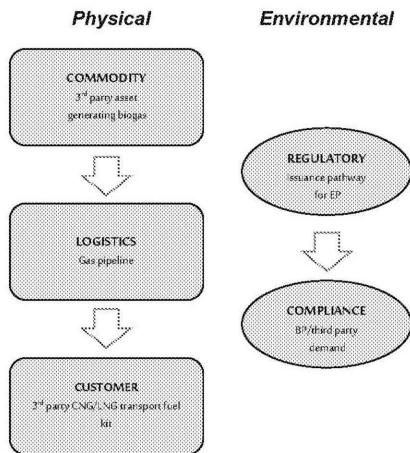 Physical
COMMODITY
3rd party asset
generating biogas
LOGISTICS
Gas pipeline
CUSTOMER
3rd party CNG/LNG transport fuel
kit
Environmental
REGULATORY
Issuance pathway
for EP
COMPLIANCE
BP/third party
demand